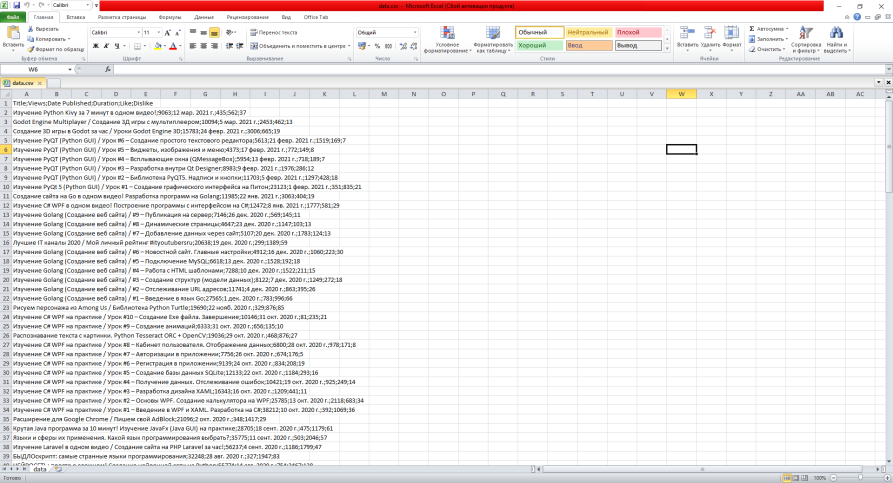 data.csv - Microsoft Excel (Сбой активации продукта)
Файл Главная Вставка Разметка страницы Формулы Данные Рецензирование Вид Office Tab
Вставить
Вырезать
Копировать
Формат по образцу
Буфер обмена
Calibri 11
Шрифт
Перенос текста
Объединить и поместить в центре
Выравнивание
Общий
Число
Условное форматирование
Форматировать как таблицу
Обычный Нейтральный Плохой
Хороший Ввод Вывод
Стили
Вставить Удалить Формат
Ячейки
Автосумма
Заполнить
Очистить
Сортировка и фильтр
Найти и выделить
Редактирование
W6 fx
data.csv
A B C D E F G H I J K L M N O P Q R S T U V W X Y Z AA AB AC
1 Title;Views;Date Published;Duration;Like;Dislike
2 Изучение Python Kivy за 7 минут в одном видео!;9063;12 мар. 2021 г.;435;562;37
3 Godot Engine Multiplayer / Создание 3Д игры с мультиплеером;10094;5 мар. 2021 г.;2453;462;13
4 Создание 3D игры в Godot за час / Уроки Godot Engine 3D;15783;24 февр. 2021 г.;3006;665;19
5 Изучение PyQT (Python GUI) / Урок #6 – Создание простого текстового редактора;5613;21 февр. 2021 г.;1519;169;7
6 Изучение PyQT (Python GUI) / Урок #5 – Виджеты, изображения и меню;4373;17 февр. 2021 г.;772;149;8
7 Изучение PyQT (Python GUI) / Урок #4 – Всплывающие окна (QMessageBox);5954;13 февр. 2021 г.;718;189;7
8 Изучение PyQT (Python GUI) / Урок #3 – Разработка внутри Qt Designer;8983;9 февр. 2021 г.;1976;286;12
9 Изучение PyQT (Python GUI) / Урок #2 – Библиотека PyQT5. Надписи и кнопки;11703;5 февр. 2021 г.;1297;428;18
10 Изучение PyQt 5 (Python GUI) / Урок #1 – Создание графического интерфейса на Питон;23123;1 февр. 2021 г.;351;835;21
11 Создание сайта на Go в одном видео! Разработка программ на Golang;11985;22 янв. 2021 г.;3063;404;19
12 Изучение C# WPF в одном видео! Построение программы с интерфейсом на C#;12472;8 янв. 2021 г.;1777;581;29
13 Изучение Golang (Создание веб сайта) / #9 – Публикация на сервер;7146;26 дек. 2020 г.;569;145;11
14 Изучение Golang (Создание веб сайта) / #8 – Динамические страницы;4647;23 дек. 2020 г.;1147;103;13
15 Изучение Golang (Создание веб сайта) / #7 – Добавление данных через сайт;5107;20 дек. 2020 г.;1783;124;13
16 Лучшие IT каналы 2020 / Мой личный рейтинг #ityoutubersru;20638;19 дек. 2020 г.;299;1389;59
17 Изучение Golang (Создание веб сайта) / #6 – Новостной сайт. Главные настройки;4912;16 дек. 2020 г.;1060;223;30
18 Изучение Golang (Создание веб сайта) / #5 – Подключение MySQL;6618;13 дек. 2020 г.;1528;192;18
19 Изучение Golang (Создание веб сайта) / #4 – Работа с HTML шаблонами;7288;10 дек. 2020 г.;1522;211;15
20 Изучение Golang (Создание веб сайта) / #3 – Создание структур (модели данных);8122;7 дек. 2020 г.;1249;272;18
21 Изучение Golang (Создание веб сайта) / #2 – Отслеживание URL адресов;11741;4 дек. 2020 г.;863;395;26
22 Изучение Golang (Создание веб сайта) / #1 – Введение в язык Go;27565;1 дек. 2020 г.;783;996;66
23 Рисуем персонажа из Among Us / Библиотека Python Turtle;19690;22 нояб. 2020 г.;329;876;85
24 Изучение C# WPF на практике / Урок #10 – Создание Exe файла. Завершение;10146;31 окт. 2020 г.;81;235;21
25 Изучение C# WPF на практике / Урок #9 – Создание анимаций;6333;31 окт. 2020 г.;656;135;10
26 Распознавание текста с картинки. Python Tesseract ORC + OpenCV;19036;29 окт. 2020 г.;468;876;27
27 Изучение C# WPF на практике / Урок #8 – Кабинет пользователя. Отображение данных;6800;28 окт. 2020 г.;978;171;8
28 Изучение C# WPF на практике / Урок #7 – Авторизации в приложении;7756;26 окт. 2020 г.;674;176;5
29 Изучение C# WPF на практике / Урок #6 – Регистрация в приложении;9139;24 окт. 2020 г.;834;208;19
30 Изучение C# WPF на практике / Урок #5 – Создание базы данных SQLite;12133;22 окт. 2020 г.;1184;293;16
31 Изучение C# WPF на практике / Урок #4 – Получение данных. Отслеживание ошибок;10421;19 окт. 2020 г.;925;249;14
32 Изучение C# WPF на практике / Урок #3 – Разработка дизайна XAML;16343;16 окт. 2020 г.;1209;441;11
33 Изучение C# WPF на практике / Урок #2 – Основы WPF. Создание калькулятора на WPF;25785;13 окт. 2020 г.;2118;683;34
34 Изучение C# WPF на практике / Урок #1 – Введение в WPF и XAML. Разработка на C#;38212;10 окт. 2020 г.;392;1069;36
35 Расширение для Google Chrome / Пишем свой AdBlock;21096;2 окт. 2020 г.;348;1417;29
36 Крутая Java программа за 10 минут! Изучение JavaFx (Java GUI) на практике;28705;18 сент. 2020 г.;475;1179;61
37 Языки и сферы их применения. Какой язык программирования выбрать?;35775;11 сент. 2020 г.;503;2046;57
38 Изучение Laravel в одном видео / Создание сайта на PHP Laravel за час!;56237;4 сент. 2020 г.;1186;1799;47
39 БЫДЛОскрипт: самые странные языки программирования;32248;28 авг. 2020 г.;327;1947;83
data
Готово 100%